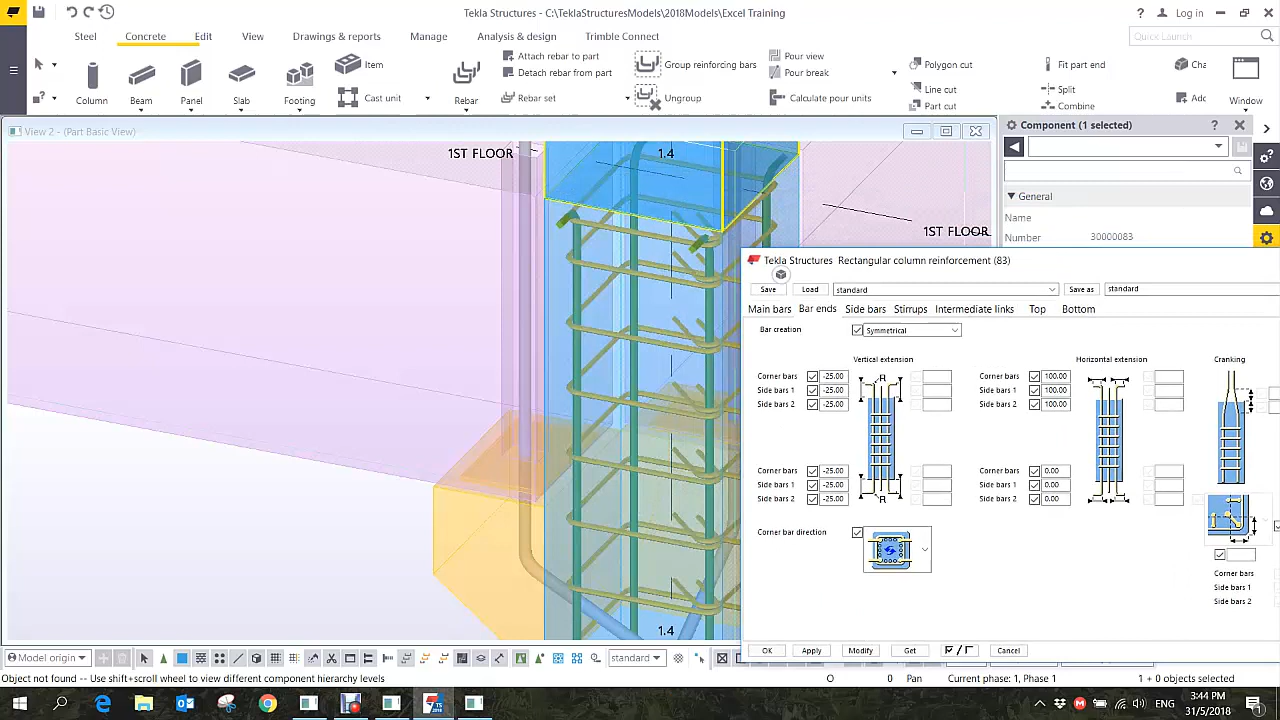 Tekla Structures - C:\TeklaStructuresModels\2018Models\Excel Training
? Log in
Steel Concrete Edit View Drawings & reports Manage Analysis & design Trimble Connect Quick Launch
Column Beam Panel Slab Footing Item Cast unit Rebar
Attach rebar to part
Detach rebar from part
Rebar set
Group reinforcing bars
Ungroup
Pour view
Pour break
Calculate pour units
Polygon cut
Line cut
Part cut
Fit part end
Split
Combine
Cha
Adc
Window
View 2 - (Part Basic View)
Component (1 selected) ?
General
Name
Number 30000083
1ST FLOOR
1.4
1ST FLOOR
1.4
Tekla Structures Rectangular column reinforcement (83)
Save Load standard Save as standard
Main bars Bar ends Side bars Stirrups Intermediate links Top Bottom
Bar creation Symmetrical
Vertical extension Horizontal extension Cranking
Corner bars -25.00 R Corner bars 100.00
Side bars 1 -25.00 Side bars 1 100.00
Side bars 2 -25.00 Side bars 2 100.00
Corner bars -25.00 Corner bars 0.00
Side bars 1 -25.00 Side bars 1 0.00
Side bars 2 -25.00 R Side bars 2 0.00
Corner bar direction
Corner bars
Side bars 1
Side bars 2
OK Apply Modify Get / Cancel
Model origin standard
Object not found -- Use shift+scroll wheel to view different component hierarchy levels O 0 Pan Current phase: 1, Phase 1 1 + 0 objects selected
3:44 PM
31/5/2018